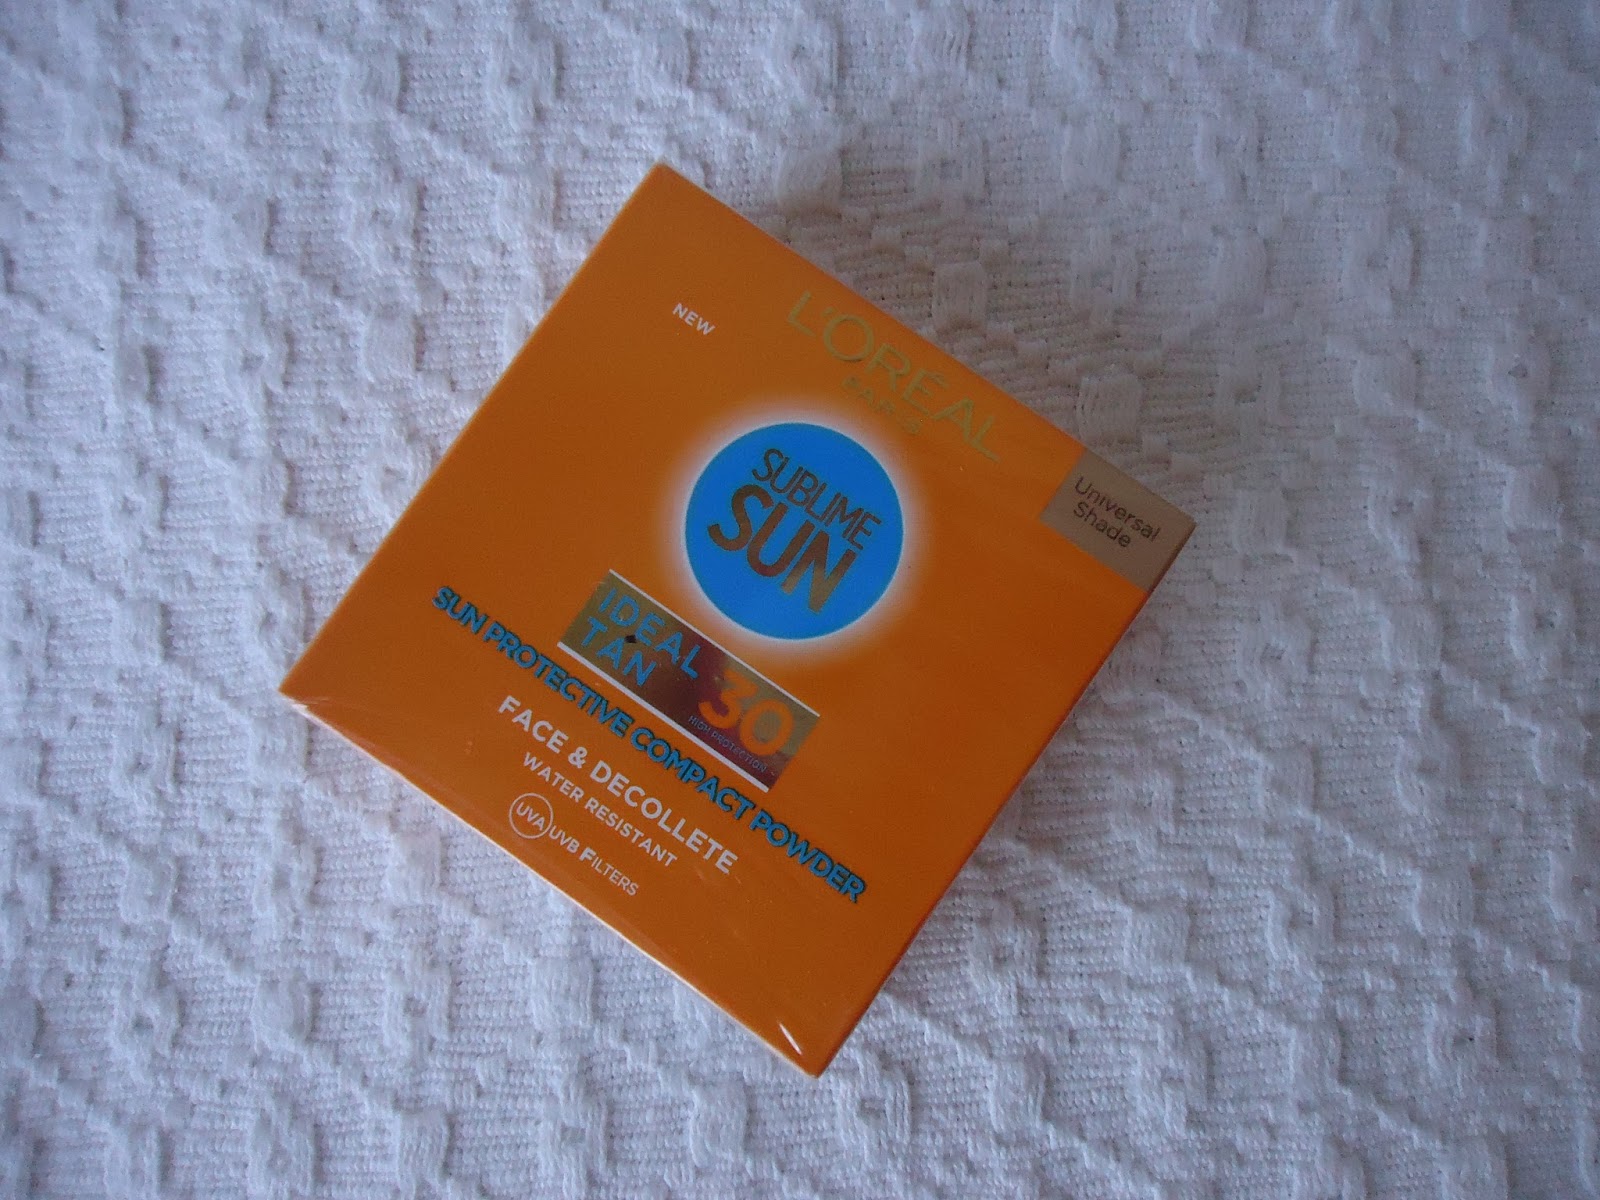 NEW
L'ORÉAL
PARIS
Universal
Shade
SUBLIME
SUN
IDEAL
TAN
30
HIGH PROTECTION
SUN PROTECTIVE COMPACT POWDER
FACE & DECOLLETE
WATER RESISTANT
UVA UVB FILTERS